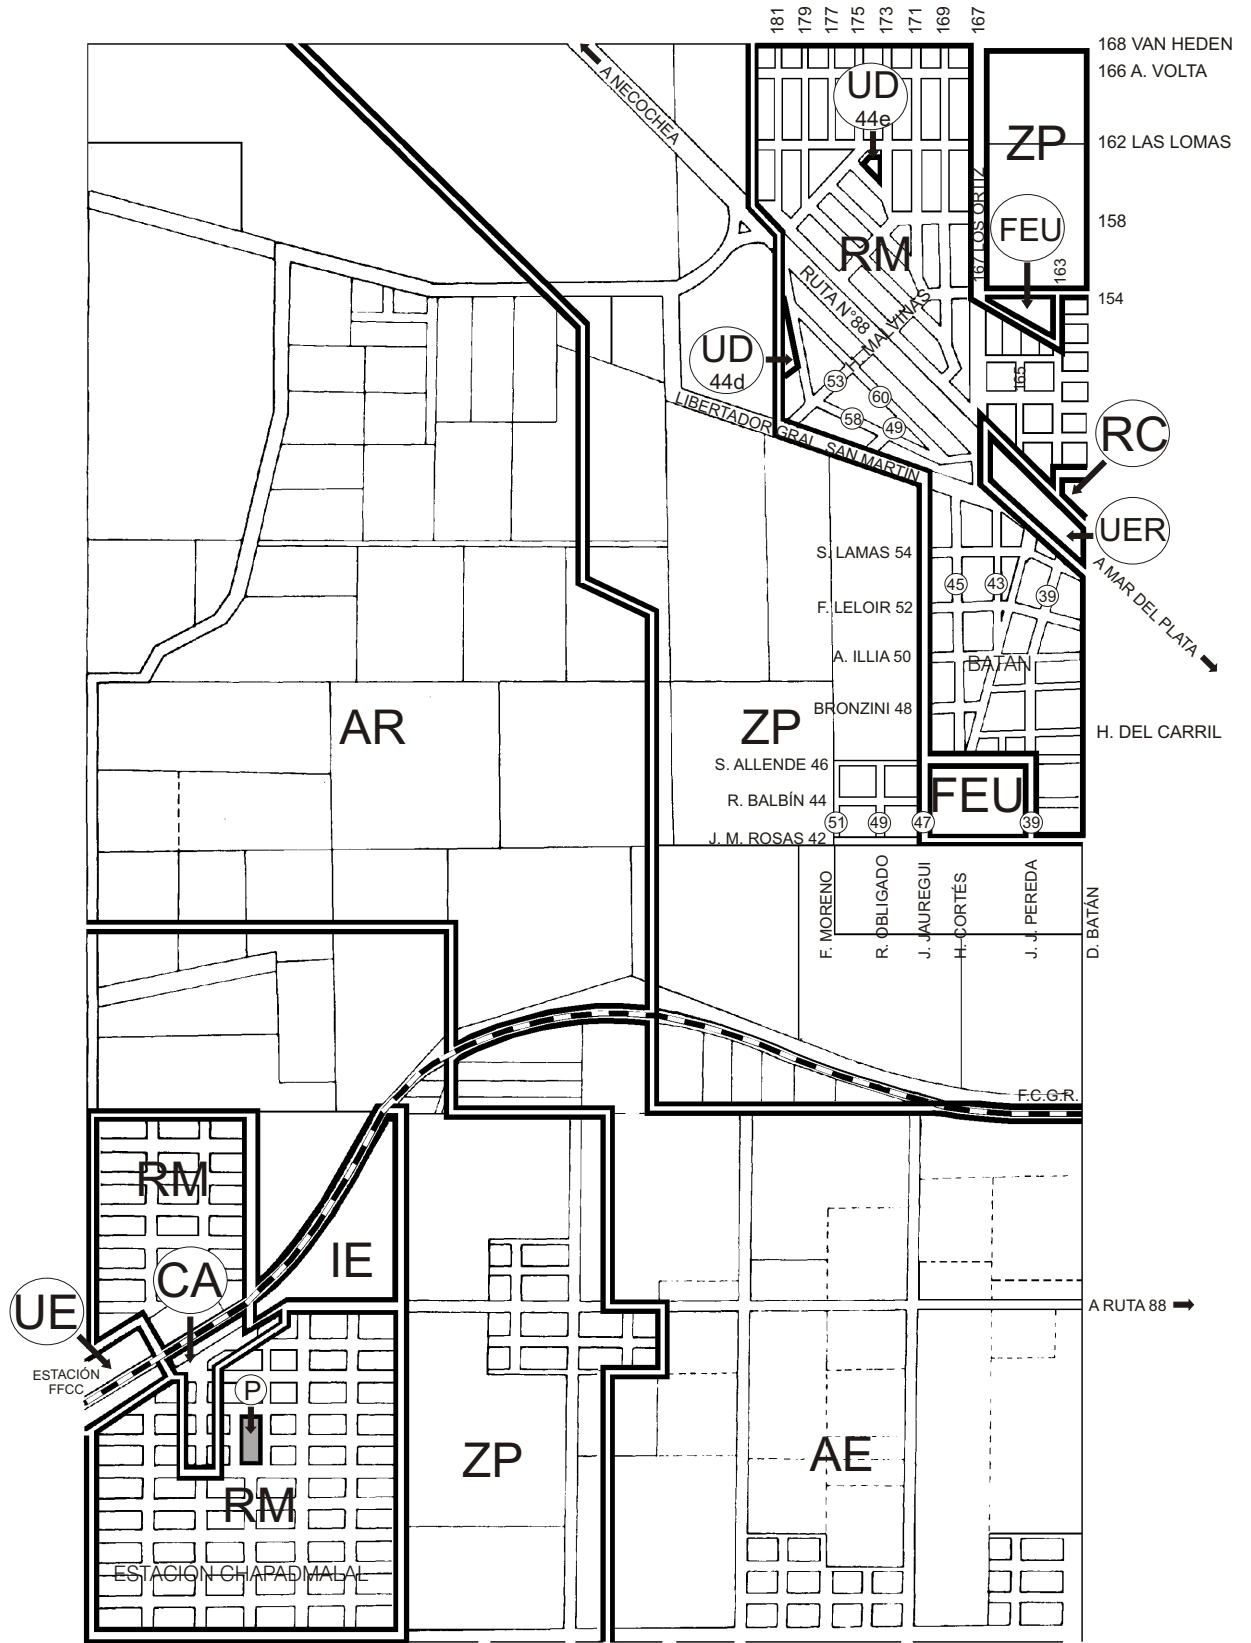 181
179
177
175
173
171
169
167
168 VAN HEDEN
166 A. VOLTA
A NECOCHEA
UD
44e
ZP
162 LAS LOMAS
167 LOS ORTIZ
FEU
158
RM
163
154
RUTA N°88
H. MALVINAS
UD
44d
53
60
58
49
165
LIBERTADOR GRAL. SAN MARTIN
RC
UER
S. LAMAS 54
45
43
39
A MAR DEL PLATA
F. LELOIR 52
A. ILLIA 50
BATAN
AR
ZP
BRONZINI 48
H. DEL CARRIL
S. ALLENDE 46
R. BALBÍN 44
FEU
51
49
47
39
J. M. ROSAS 42
F. MORENO
R. OBLIGADO
J. JAUREGUI
H. CORTÉS
J. J. PEREDA
D. BATÁN
F.C.G.R.
RM
IE
CA
UE
A RUTA 88
ESTACIÓN
FFCC
P
ZP
AE
RM
ESTACION CHAPADMALAL